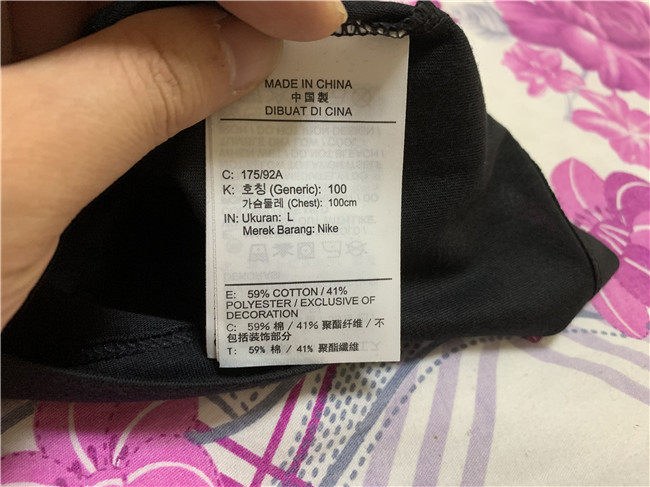 MADE IN CHINA
中国製
DIBUAT DI CINA
C: 175/92A
K: 호칭 (Generic): 100
가슴둘레 (Chest): 100cm
IN: Ukuran: L
Merek Barang: Nike
E: 59% COTTON / 41%
POLYESTER / EXCLUSIVE OF
DECORATION
C: 59% 棉 / 41% 聚酯纤维 / 不
包括装饰部分
T: 59% 棉 / 41% 聚酯纖維